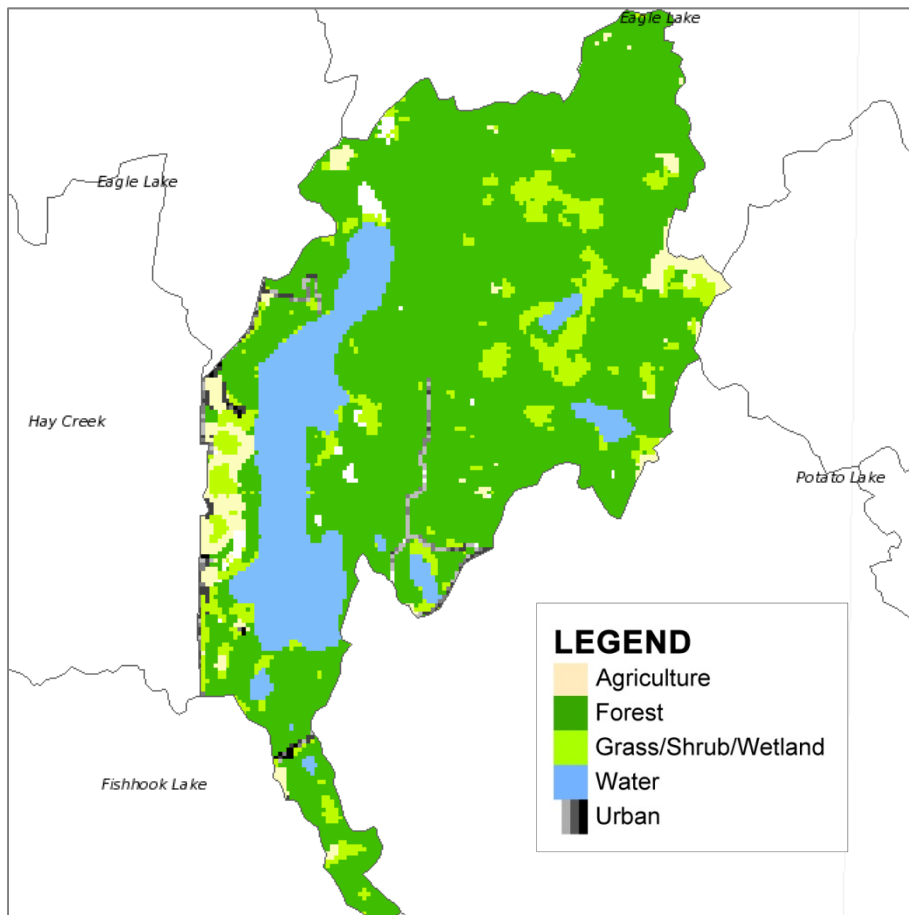 Eagle Lake
Eagle Lake
Hay Creek
Potato Lake
Fishhook Lake
LEGEND
Agriculture
Forest
Grass/Shrub/Wetland
Water
Urban